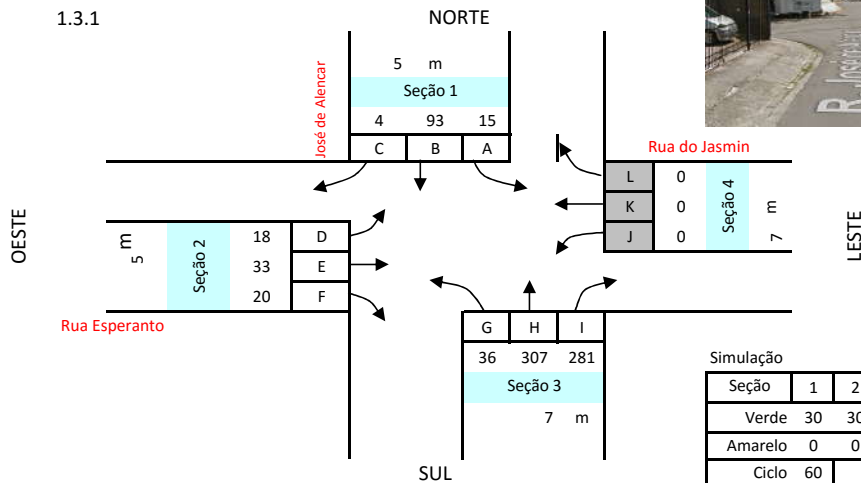 1.3.1
NORTE
José de Alencar
5 m
Seção 1
4 93 15
C B A
Rua do Jasmin
L 0
K 0
J 0
Seção 4
7 m
OESTE
LESTE
5 m
Seção 2
18 D
33 E
20 F
Rua Esperanto
G H I
36 307 281
Seção 3
7 m
SUL
Simulação
Seção 1 2
Verde 30 30
Amarelo 0 0
Ciclo 60